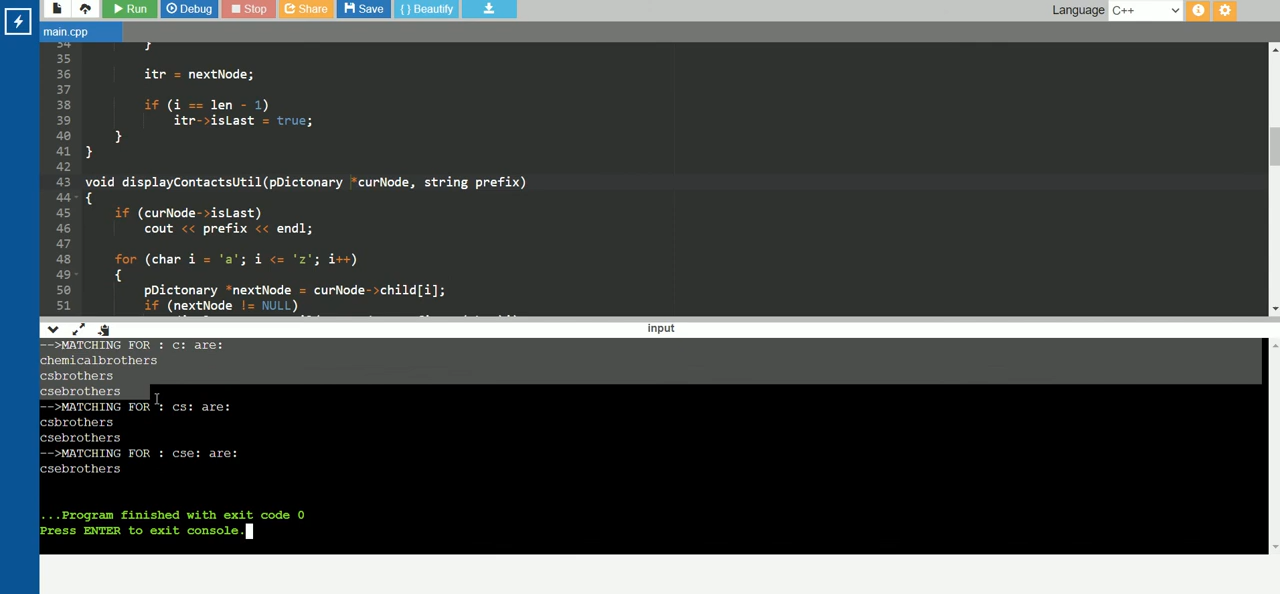 Run
Debug
Stop
Share
Save
{ } Beautify
Language
C++
main.cpp
34 }
35
36 itr = nextNode;
37
38 if (i == len - 1)
39 itr->isLast = true;
40 }
41 }
42
43 void displayContactsUtil(pDictonary *curNode, string prefix)
44 {
45 if (curNode->isLast)
46 cout << prefix << endl;
47
48 for (char i = 'a'; i <= 'z'; i++)
49 {
50 pDictonary *nextNode = curNode->child[i];
51 if (nextNode != NULL)
input
-->MATCHING FOR : c: are:
chemicalbrothers
csbrothers
csebrothers
-->MATCHING FOR : cs: are:
csbrothers
csebrothers
-->MATCHING FOR : cse: are:
csebrothers
...Program finished with exit code 0
Press ENTER to exit console.